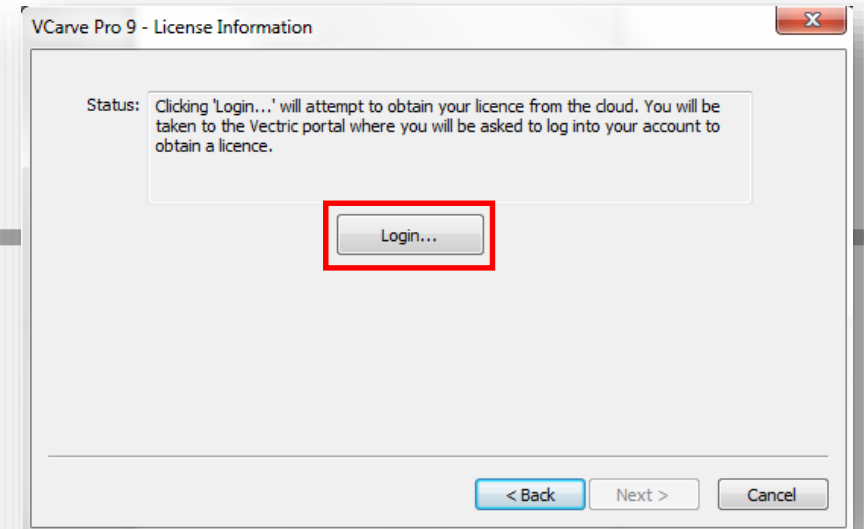 VCarve Pro 9 - License Information
Status: Clicking 'Login...' will attempt to obtain your licence from the cloud. You will be
taken to the Vectric portal where you will be asked to log into your account to
obtain a licence.
Login...
< Back Next > Cancel